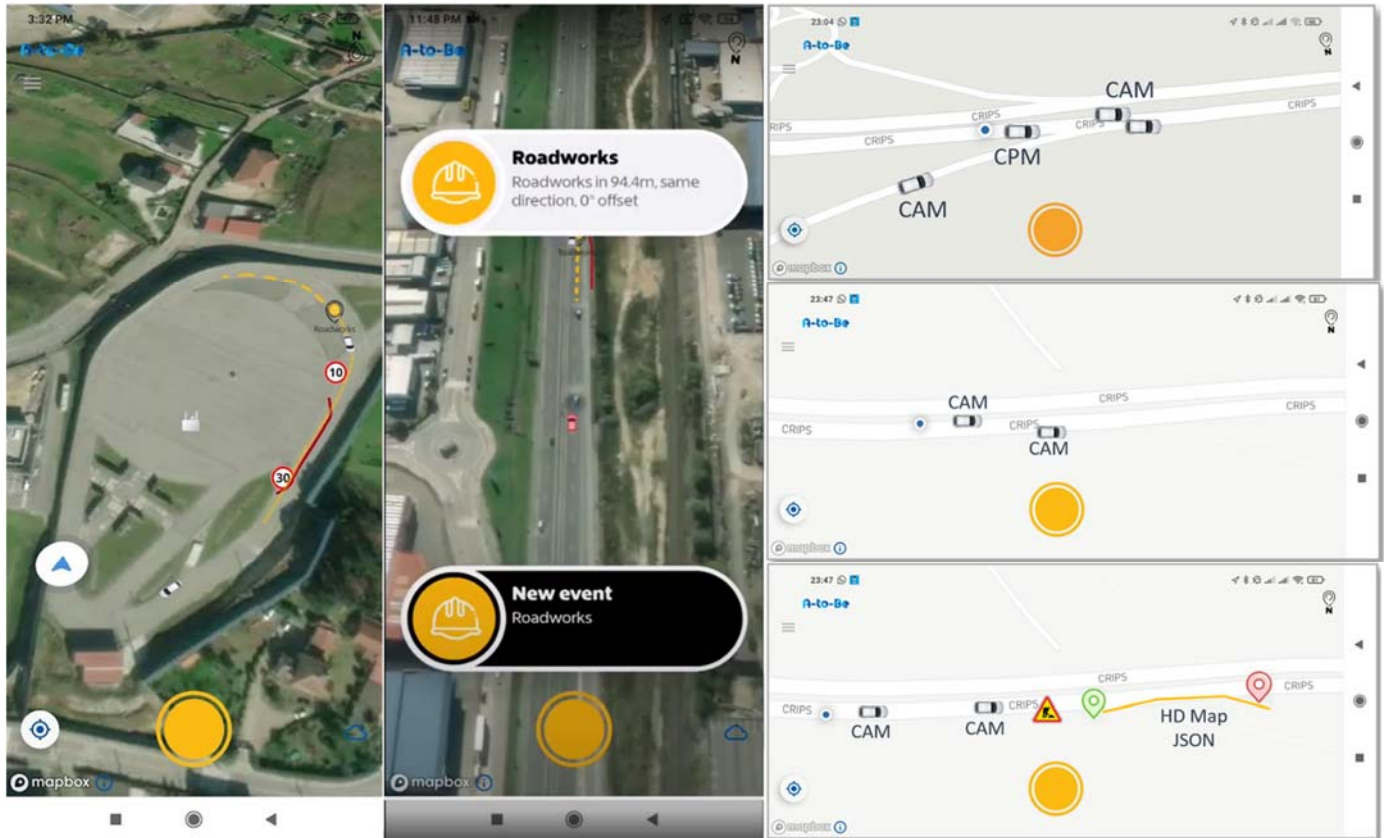 3:32 PM
N
A-to-Be
Roadworks
10
30
mapbox
11:48 PM
A-to-Be
N
Roadworks
Roadworks in 94.4m, same
direction, 0° offset
New event
Roadworks
mapbox
23:04
A-to-Be
N
CAM
CRIPS
CRIPS
RIPS
CRIPS
CRIPS
CPM
CAM
mapbox
23:47
A-to-Be
N
CAM
CRIPS
CRIPS
CRIPS
CRIPS
CAM
mapbox
23:47
A-to-Be
N
CRIPS
CRIPS
CRIPS
CRIPS
CAM
CAM
HD Map
JSON
mapbox